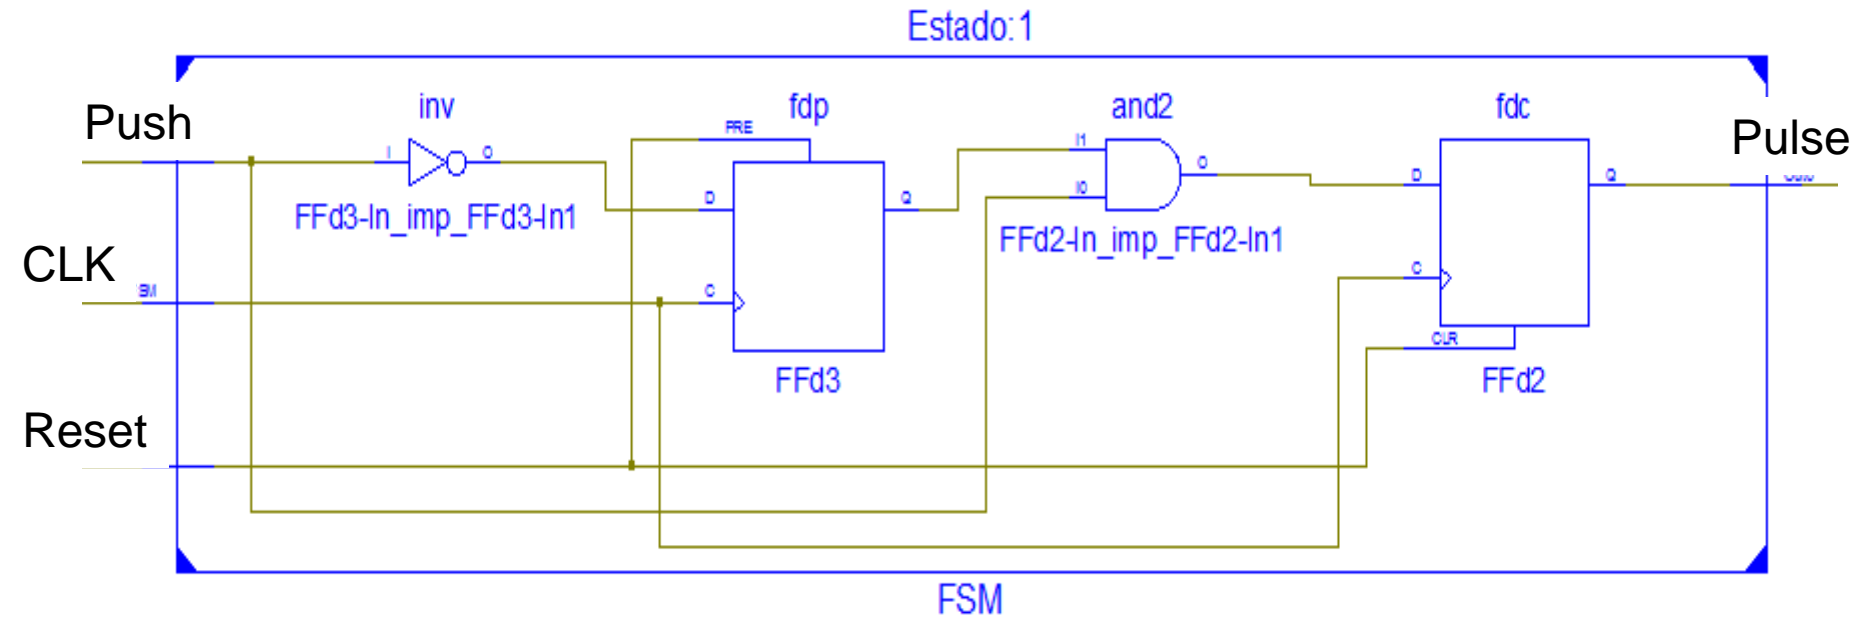 Estado:1
inv
fdp
and2
fdc
Push
PRE
Pulse
I
O
I1
O
D
Q
I0
D
Q
FFd3-In_imp_FFd3-In1
FFd2-In_imp_FFd2-In1
CLK
C
C
CLR
FFd3
FFd2
Reset
FSM